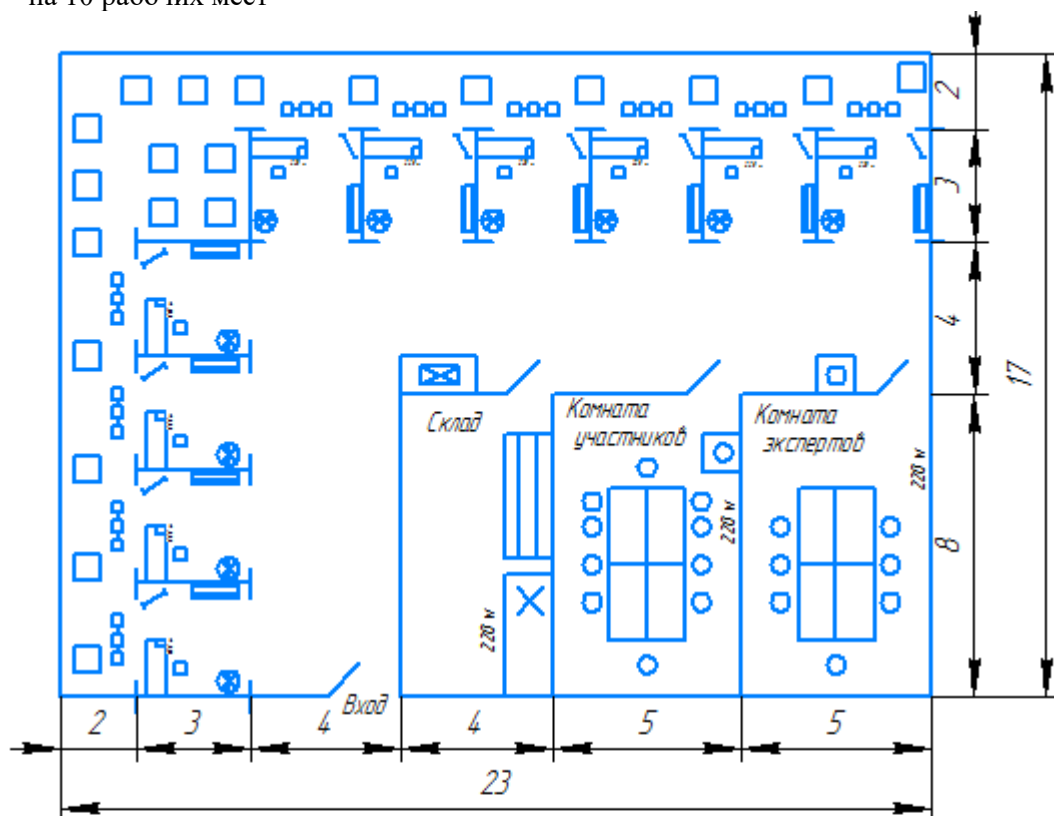 на 10 рабочих мест
2
3
4
17
8
Склад
Комната
участников
Комната
экспертов
220 w
220 w
220 w
Вход
2
3
4
4
5
5
23